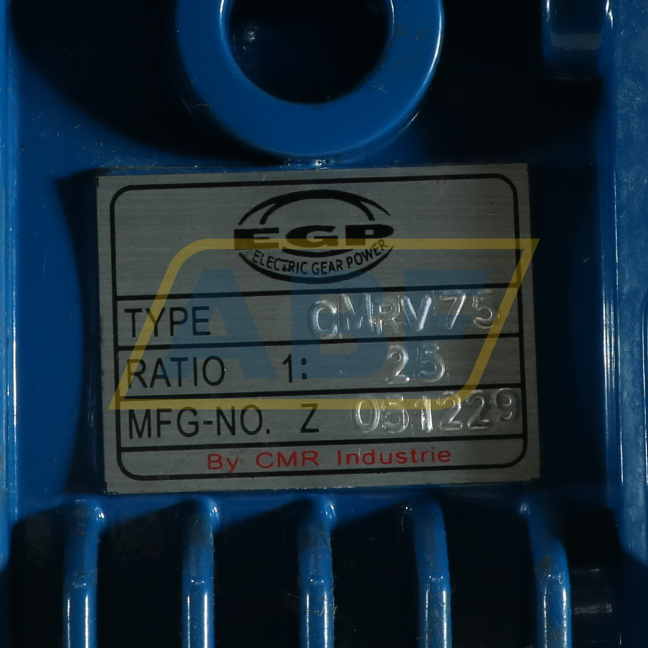 EGP
ELECTRIC GEAR POWER
TYPE CMRV75
RATIO 1: 25
MFG-NO. Z 051229
By CMR Industrie